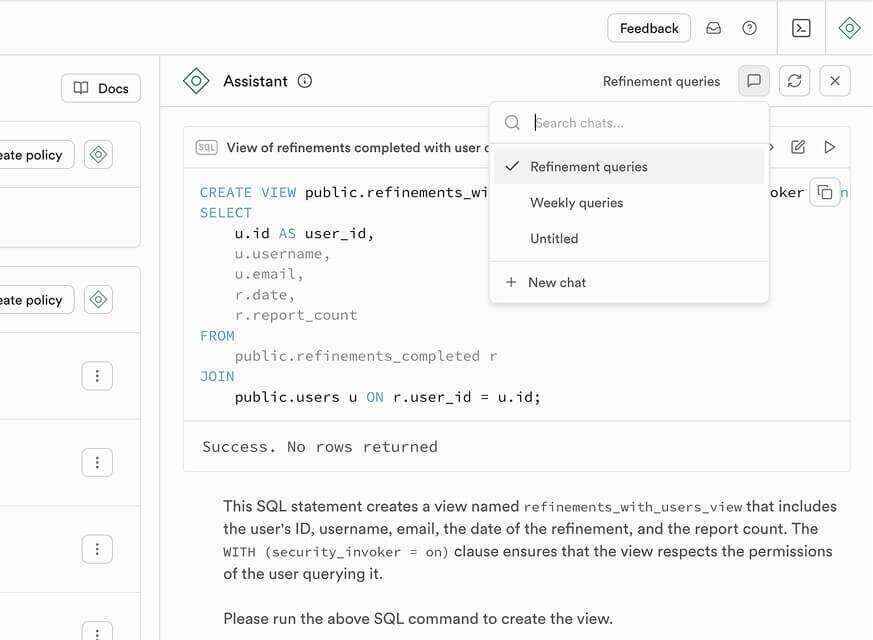 Feedback
Docs
Assistant
Refinement queries
Search chats...
eate policy
SQL
View of refinements completed with user
Refinement queries
CREATE VIEW public.refinements_wi
oker
n
SELECT
Weekly queries
u.id AS user_id,
Untitled
u.username,
u.email,
New chat
r.date,
eate policy
r.report_count
FROM
public.refinements_completed r
JOIN
public.users u ON r.user_id = u.id;
Success. No rows returned
This SQL statement creates a view named refinements_with_users_view that includes
the user's ID, username, email, the date of the refinement, and the report count. The
WITH (security_invoker = on) clause ensures that the view respects the permissions
of the user querying it.
Please run the above SQL command to create the view.